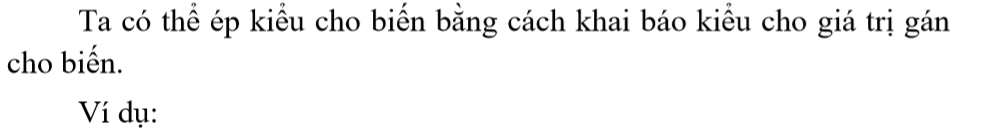 Ta có thể ép kiểu cho biến bằng cách khai báo kiểu cho giá trị gán
cho biến.
Ví dụ: